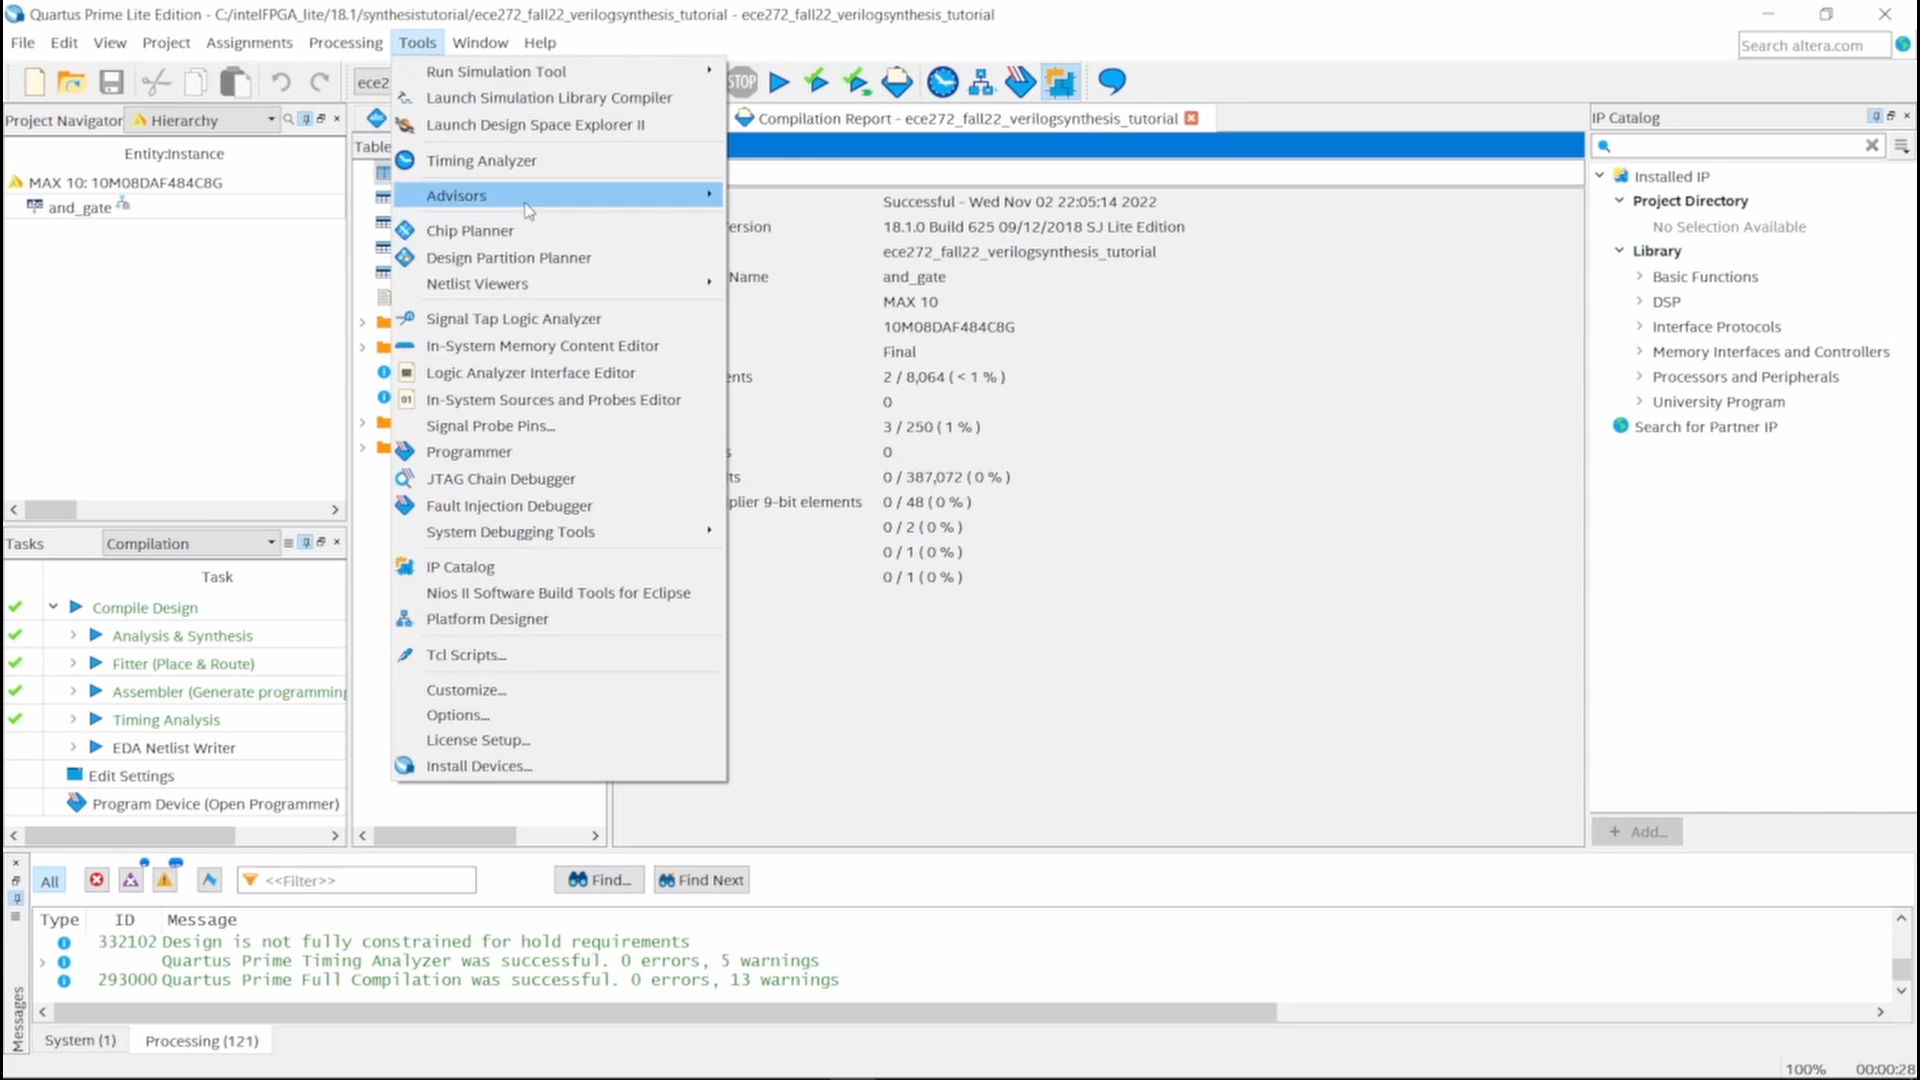 Quartus Prime Lite Edition - C:/intelFPGA_lite/18.1/synthesistutorial/ece272_fall22_verilogsynthesis_tutorial - ece272_fall22_verilogsynthesis_tutorial
File Edit View Project Assignments Processing Tools Window Help
Search altera.com
ece2
STOP
Project Navigator Hierarchy
Entity:Instance
MAX 10: 10M08DAF484C8G
and_gate
Tasks Compilation
Task
Compile Design
Analysis & Synthesis
Fitter (Place & Route)
Assembler (Generate programming
Timing Analysis
EDA Netlist Writer
Edit Settings
Program Device (Open Programmer)
Table
Run Simulation Tool
Launch Simulation Library Compiler
Launch Design Space Explorer II
Timing Analyzer
Advisors
Chip Planner
Design Partition Planner
Netlist Viewers
Signal Tap Logic Analyzer
In-System Memory Content Editor
Logic Analyzer Interface Editor
In-System Sources and Probes Editor
Signal Probe Pins...
Programmer
JTAG Chain Debugger
Fault Injection Debugger
System Debugging Tools
IP Catalog
Nios II Software Build Tools for Eclipse
Platform Designer
Tcl Scripts...
Customize...
Options...
License Setup...
Install Devices...
Compilation Report - ece272_fall22_verilogsynthesis_tutorial
Successful - Wed Nov 02 22:05:14 2022
ersion 18.1.0 Build 625 09/12/2018 SJ Lite Edition
ece272_fall22_verilogsynthesis_tutorial
Name and_gate
MAX 10
10M08DAF484C8G
Final
ents 2 / 8,064 ( < 1 % )
0
3 / 250 ( 1 % )
s 0
ts 0 / 387,072 ( 0 % )
plier 9-bit elements 0 / 48 ( 0 % )
0 / 2 ( 0 % )
0 / 1 ( 0 % )
0 / 1 ( 0 % )
IP Catalog
Installed IP
Project Directory
No Selection Available
Library
Basic Functions
DSP
Interface Protocols
Memory Interfaces and Controllers
Processors and Peripherals
University Program
Search for Partner IP
+ Add...
All <<Filter>> Find... Find Next
Type ID Message
332102 Design is not fully constrained for hold requirements
Quartus Prime Timing Analyzer was successful. 0 errors, 5 warnings
293000 Quartus Prime Full Compilation was successful. 0 errors, 13 warnings
Messages
System (1) Processing (121)
100% 00:00:28